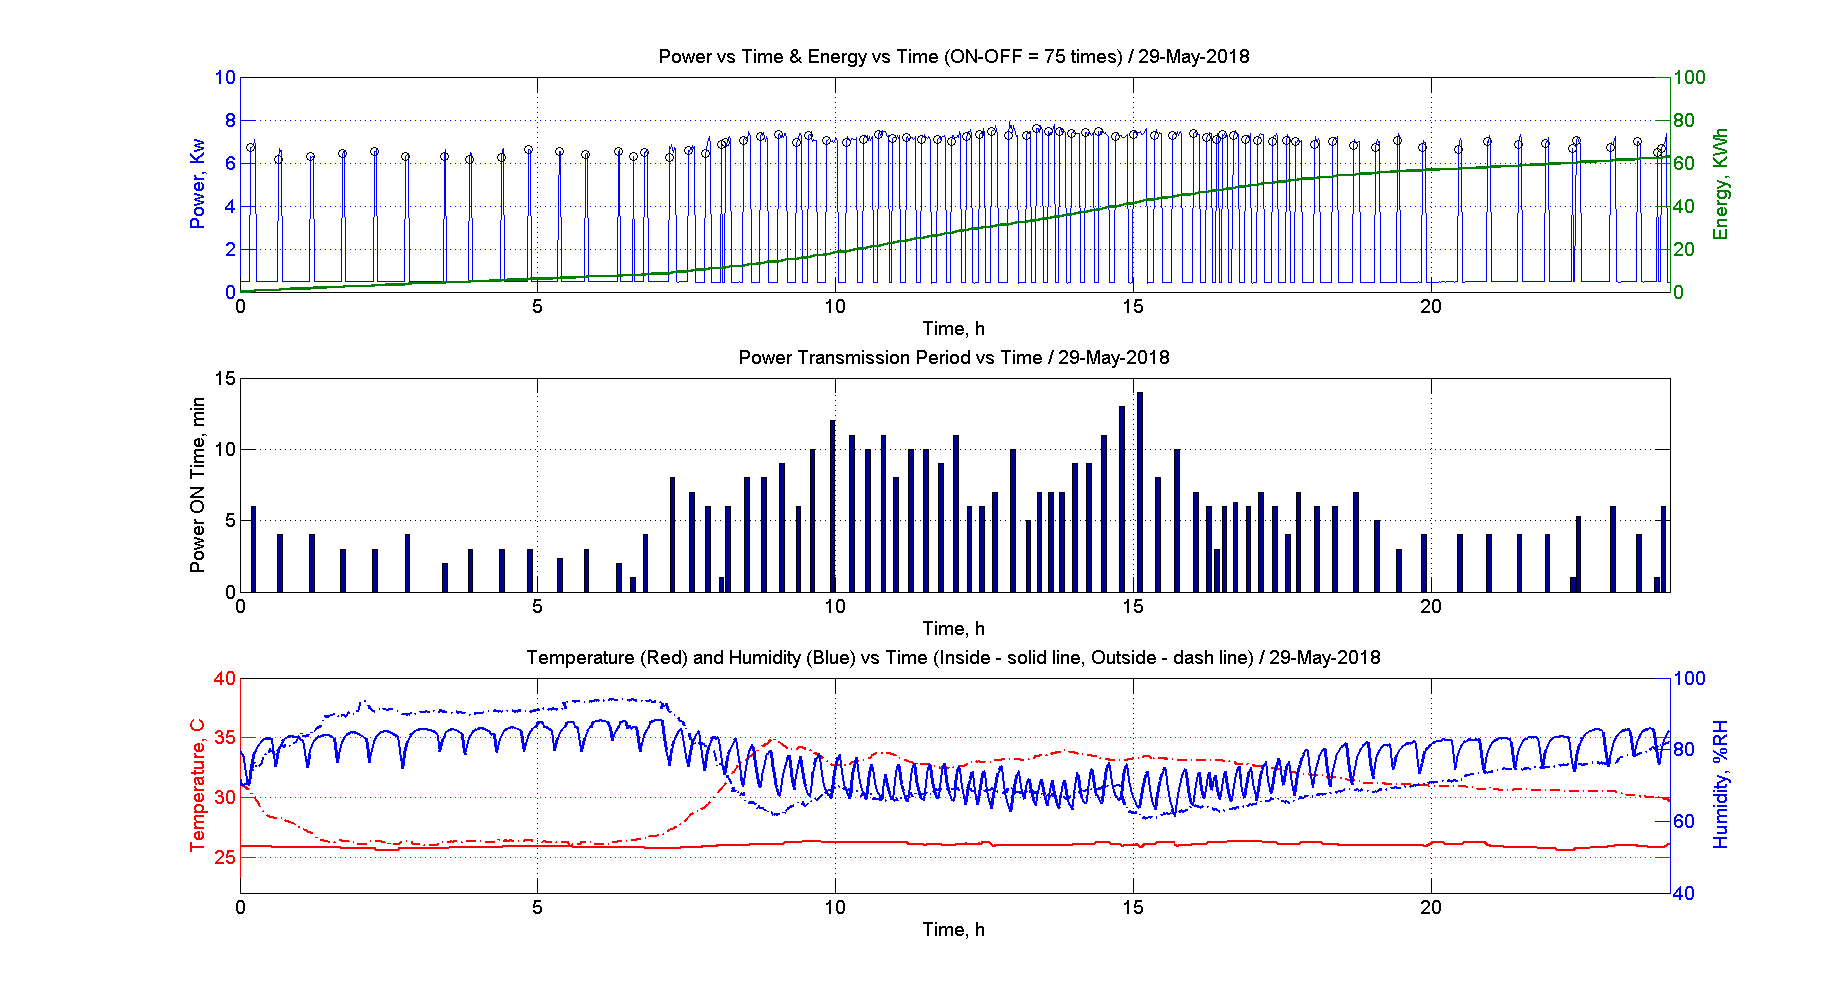 Power vs Time & Energy vs Time (ON-OFF = 75 times) / 29-May-2018
10 100
8 80
6 60
4 40
2 20
0 0
Power, Kw
Energy, KWh
0 5 10 15 20
Time, h
Power Transmission Period vs Time / 29-May-2018
15
10
5
0
Power ON Time, min
0 5 10 15 20
Time, h
Temperature (Red) and Humidity (Blue) vs Time (Inside - solid line, Outside - dash line) / 29-May-2018
40 100
35 80
30 60
25 40
Temperature, C
Humidity, %RH
0 5 10 15 20
Time, h